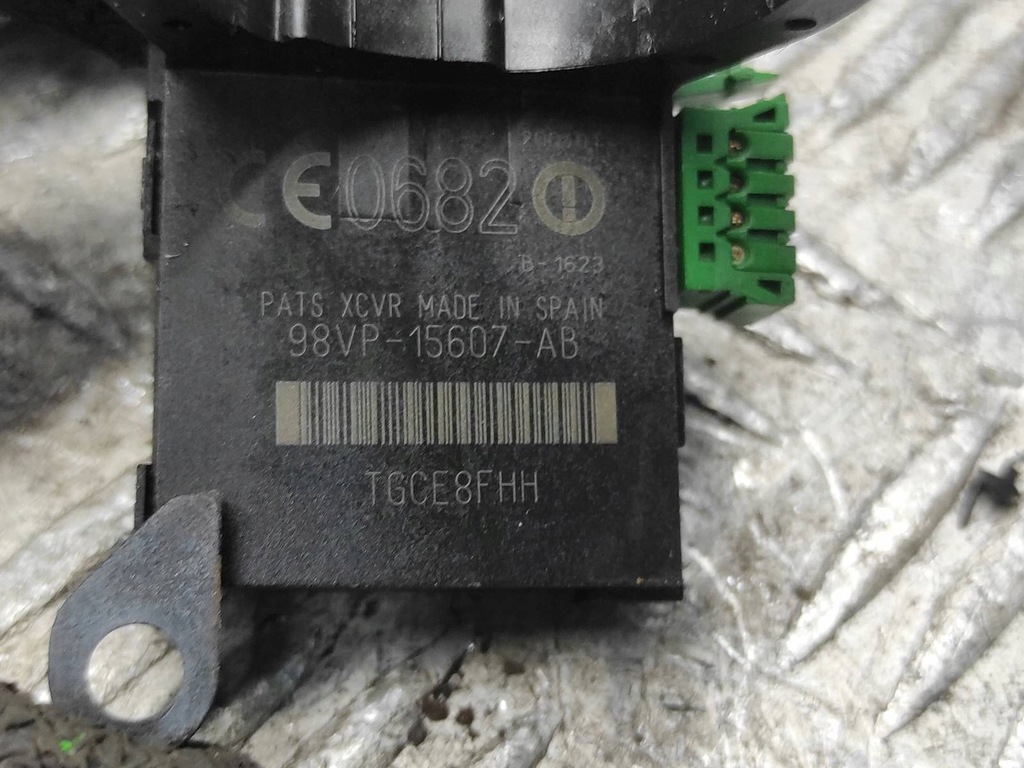 CE0682
B-1623
PATS XCVR MADE IN SPAIN
98VP-15607-AB
TGCE8FHH